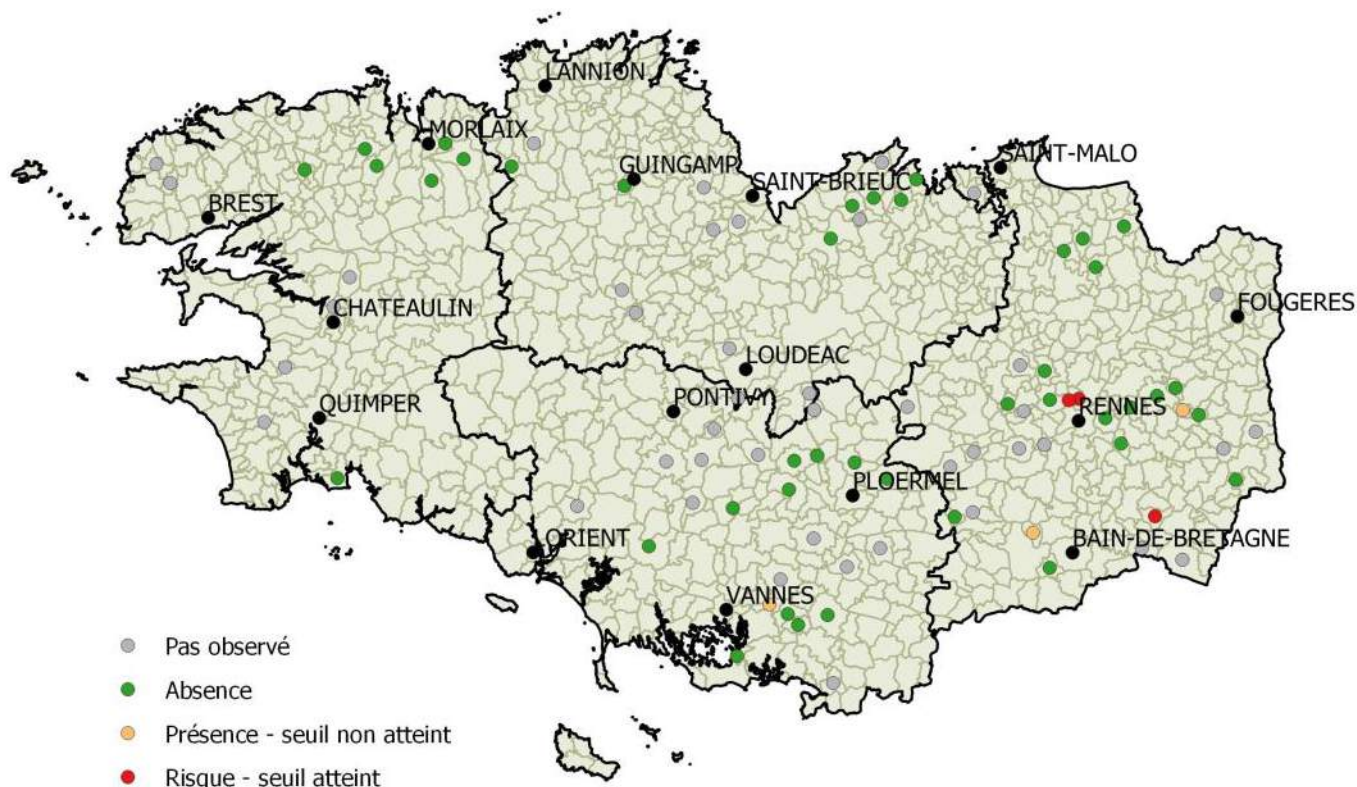 LANNION
MORLAIX
SAINT-MALO
GUINGAMP
SAINT-BRIEUC
BREST
CHATEAULIN
FOUGERES
LOUDEAC
PONTIVY
QUIMPER
RENNES
PLOERMEL
LORIENT
BAIN-DE-BRETAGNE
VANNES
Pas observé
Absence
Présence - seuil non atteint
Risque - seuil atteint